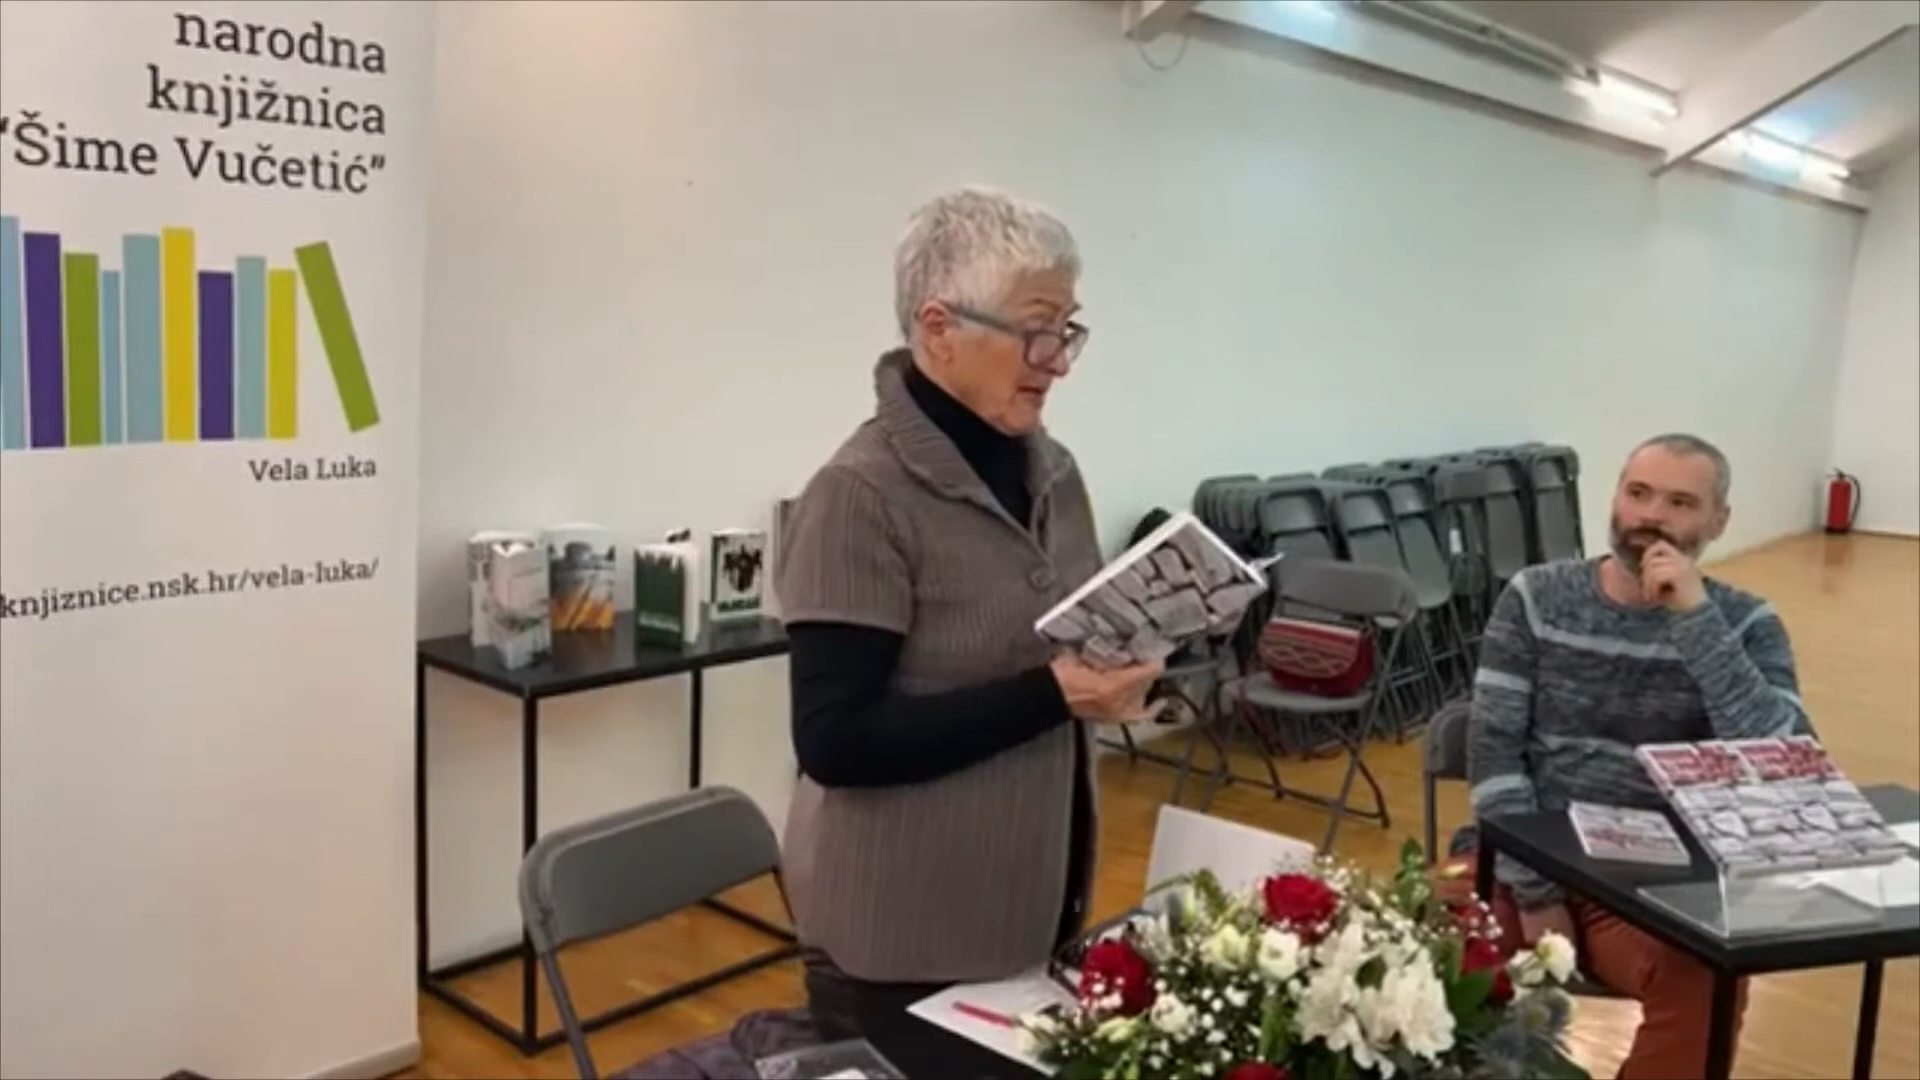 narodna
knjižnica
"Šime Vučetić"
Vela Luka
knjiznice.nsk.hr/vela-luka/